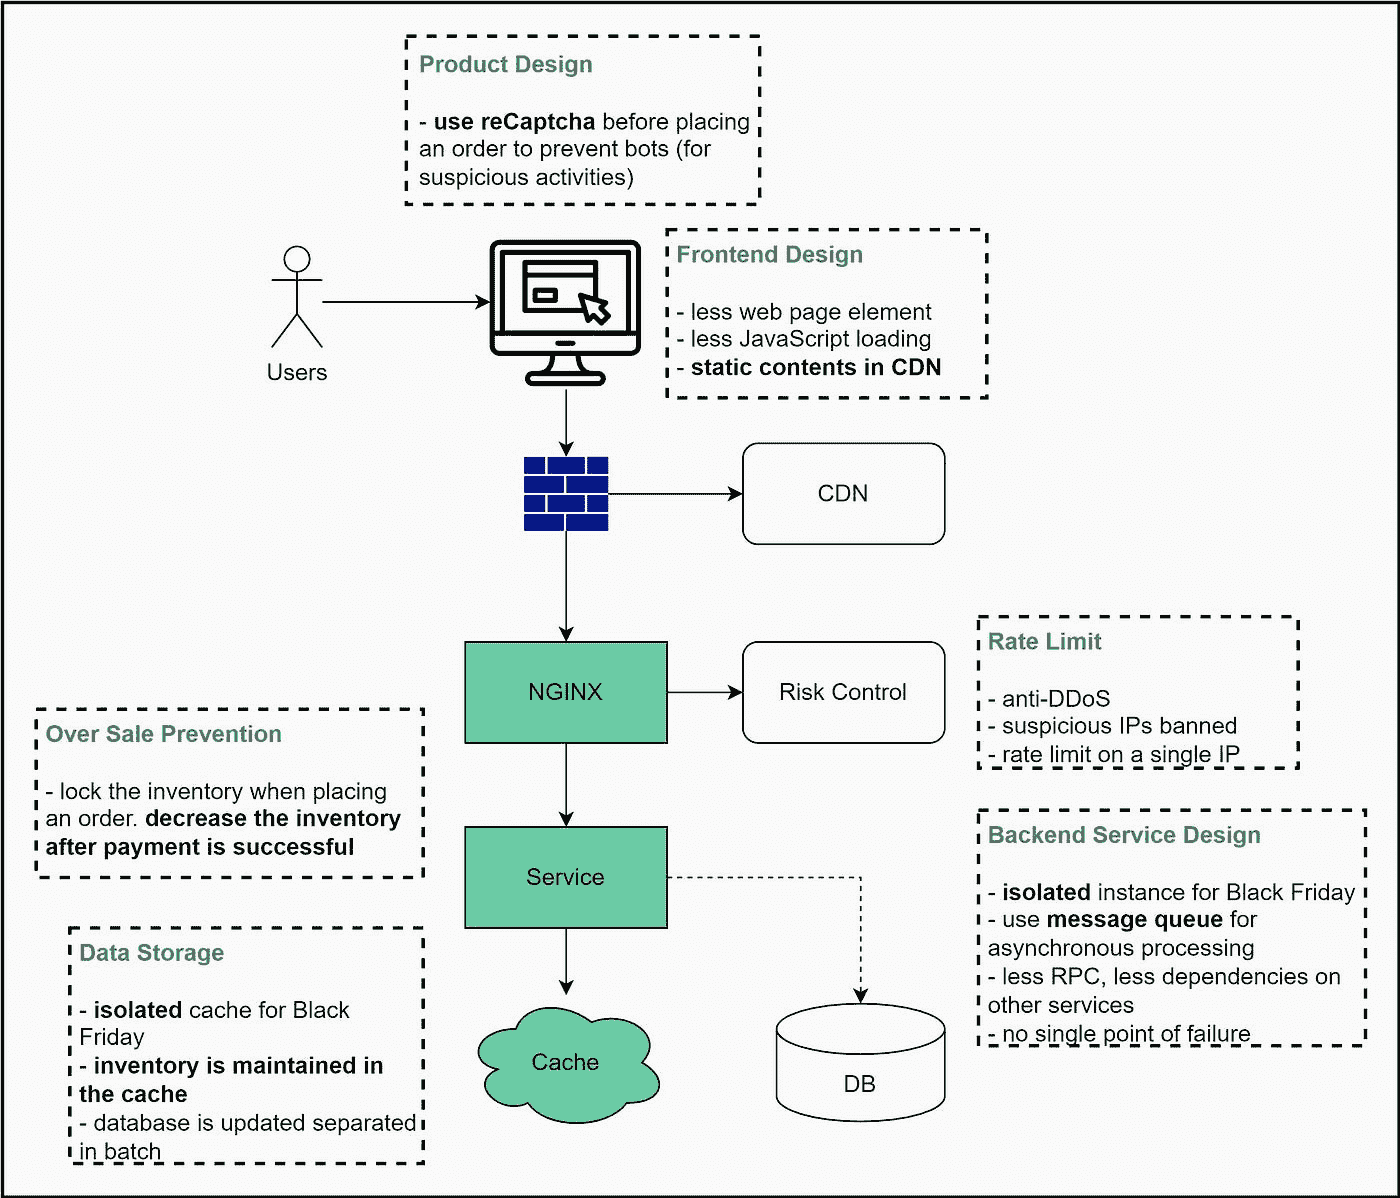 Product Design
- use reCaptcha before placing
an order to prevent bots (for
suspicious activities)
Frontend Design
- less web page element
- less JavaScript loading
- static contents in CDN
Users
CDN
NGINX
Risk Control
Rate Limit
- anti-DDoS
- suspicious IPs banned
- rate limit on a single IP
Over Sale Prevention
- lock the inventory when placing
an order. decrease the inventory
after payment is successful
Service
Backend Service Design
- isolated instance for Black Friday
- use message queue for
asynchronous processing
- less RPC, less dependencies on
other services
- no single point of failure
Data Storage
- isolated cache for Black
Friday
- inventory is maintained in
the cache
- database is updated separated
in batch
Cache
DB